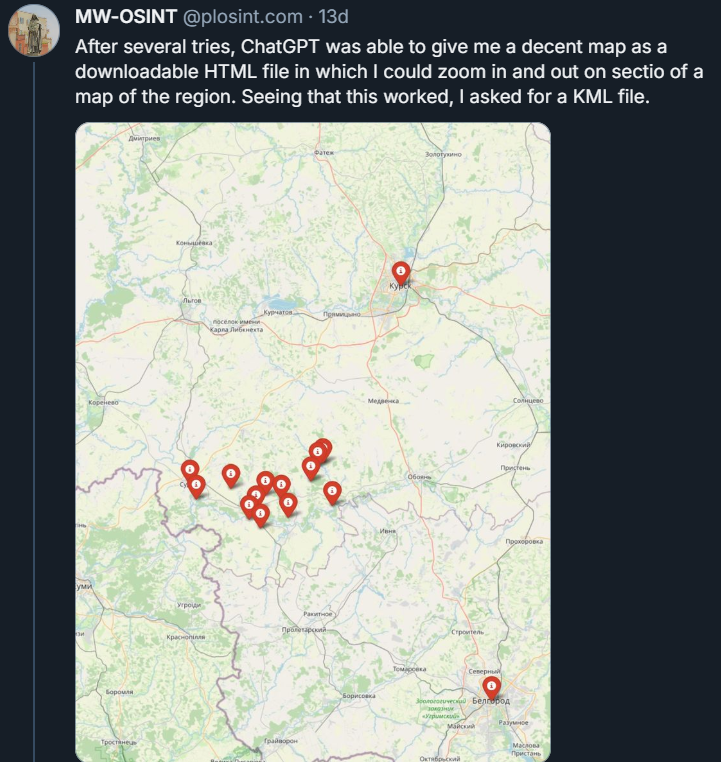 MW-OSINT @plosint.com · 13d
After several tries, ChatGPT was able to give me a decent map as a
downloadable HTML file in which I could zoom in and out on sectio of a
map of the region. Seeing that this worked, I asked for a KML file.
Дмитриев
Фатеж
Золотухино
Конышёвка
Курск
Льгов
Курчатов
Прямицыно
посёлок имени
Карла Либкнехта
Медвенка
Коренево
Солнцево
Кировский
Пристень
Обоянь
Су
Ивня
Прохоровка
уми
Угроїди
Краснопілля
Ракитное
Пролетарский
Строитель
Томаровка
Северный
Боромля
Борисовка
Зоологический
заказник
Белгород
Разумное
Майский
Тростянець
Грайворон
Маслова
Пристань
Октябрьский